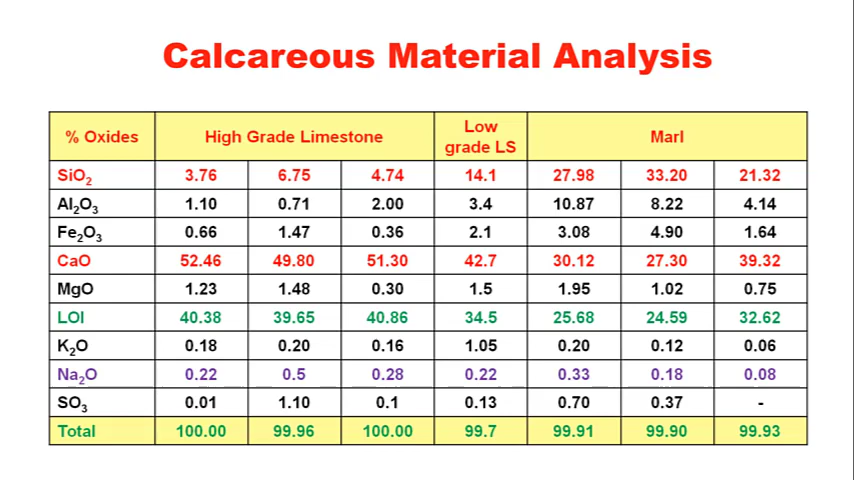 Calcareous Material Analysis
% Oxides High Grade Limestone Low grade LS Marl
SiO2 3.76 6.75 4.74 14.1 27.98 33.20 21.32
Al2O3 1.10 0.71 2.00 3.4 10.87 8.22 4.14
Fe2O3 0.66 1.47 0.36 2.1 3.08 4.90 1.64
CaO 52.46 49.80 51.30 42.7 30.12 27.30 39.32
MgO 1.23 1.48 0.30 1.5 1.95 1.02 0.75
LOI 40.38 39.65 40.86 34.5 25.68 24.59 32.62
K2O 0.18 0.20 0.16 1.05 0.20 0.12 0.06
Na2O 0.22 0.5 0.28 0.22 0.33 0.18 0.08
SO3 0.01 1.10 0.1 0.13 0.70 0.37 -
Total 100.00 99.96 100.00 99.7 99.91 99.90 99.93